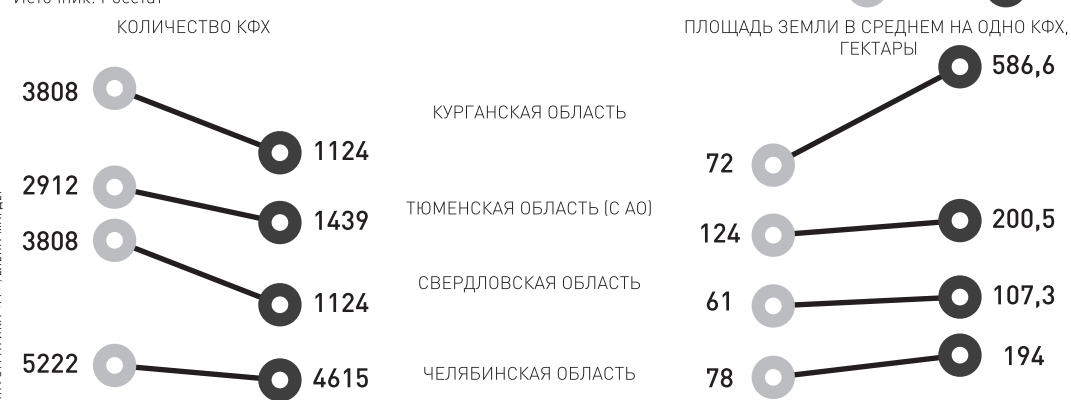 КОЛИЧЕСТВО КФХ
ПЛОЩАДЬ ЗЕМЛИ В СРЕДНЕМ НА ОДНО КФХ,
ГЕКТАРЫ
3808
1124
КУРГАНСКАЯ ОБЛАСТЬ
72
586,6
2912
1439
ТЮМЕНСКАЯ ОБЛАСТЬ (С АО)
124
200,5
3808
1124
СВЕРДЛОВСКАЯ ОБЛАСТЬ
61
107,3
5222
4615
ЧЕЛЯБИНСКАЯ ОБЛАСТЬ
78
194